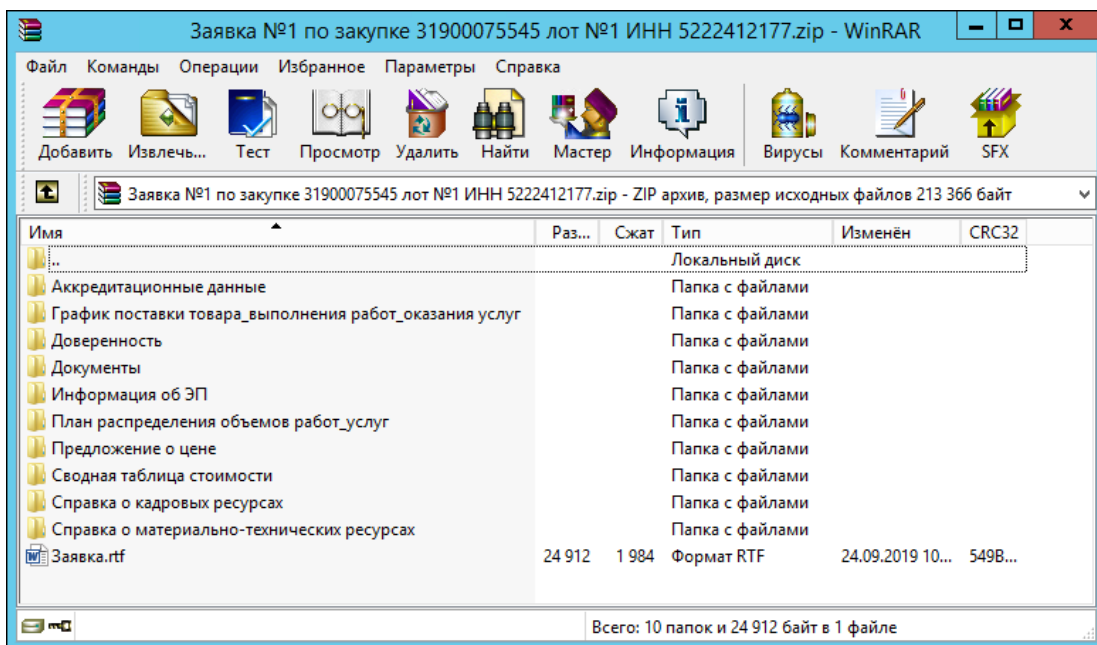 Заявка №1 по закупке 31900075545 лот №1 ИНН 5222412177.zip - WinRAR
Файл Команды Операции Избранное Параметры Справка
Добавить Извлечь... Тест Просмотр Удалить Найти Мастер Информация Вирусы Комментарий SFX
Заявка №1 по закупке 31900075545 лот №1 ИНН 5222412177.zip - ZIP архив, размер исходных файлов 213 366 байт
Имя Раз... Сжат Тип Изменён CRC32
.. Локальный диск
Аккредитационные данные Папка с файлами
График поставки товара_выполнения работ_оказания услуг Папка с файлами
Доверенность Папка с файлами
Документы Папка с файлами
Информация об ЭП Папка с файлами
План распределения объемов работ_услуг Папка с файлами
Предложение о цене Папка с файлами
Сводная таблица стоимости Папка с файлами
Справка о кадровых ресурсах Папка с файлами
Справка о материально-технических ресурсах Папка с файлами
Заявка.rtf 24 912 1 984 Формат RTF 24.09.2019 10... 549B...
Всего: 10 папок и 24 912 байт в 1 файле